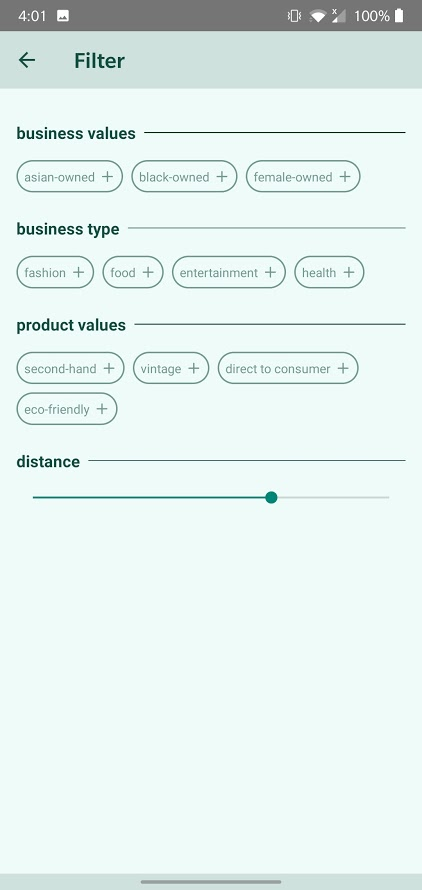 4:01 100%
Filter
business values
asian-owned + black-owned + female-owned +
business type
fashion + food + entertainment + health +
product values
second-hand + vintage + direct to consumer +
eco-friendly +
distance